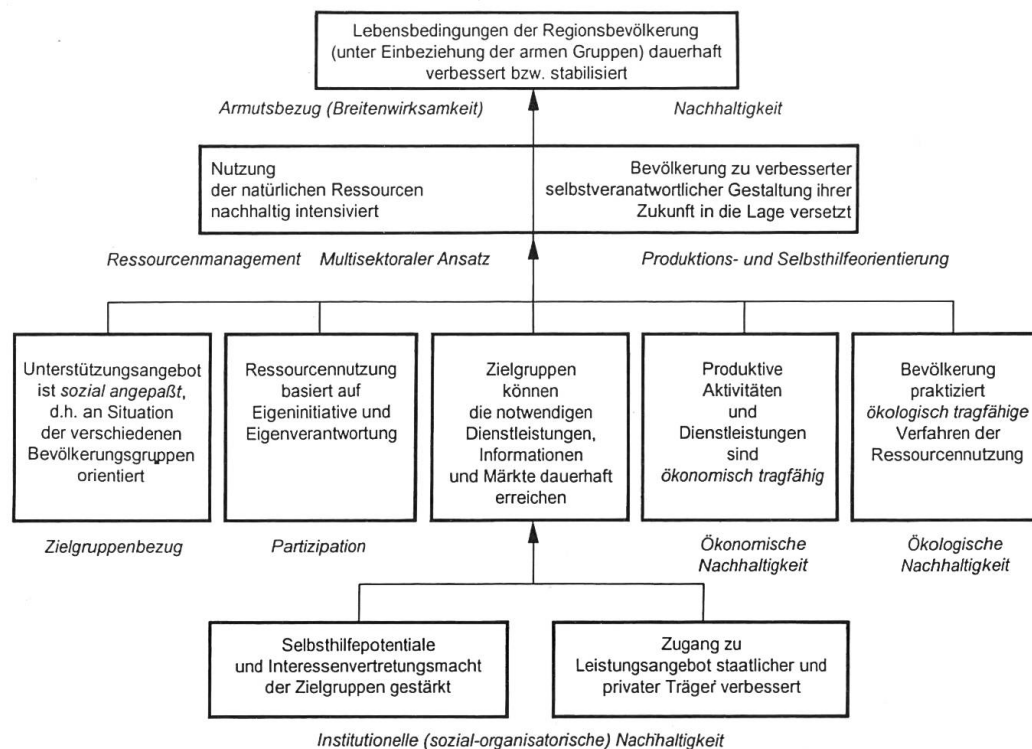 Lebensbedingungen der Regionsbevölkerung
(unter Einbeziehung der armen Gruppen) dauerhaft
verbessert bzw. stabilisiert
Armutsbezug (Breitenwirksamkeit)
Nachhaltigkeit
Nutzung
der natürlichen Ressourcen
nachhaltig intensiviert
Bevölkerung zu verbesserter
selbstveranatwortlicher Gestaltung ihrer
Zukunft in die Lage versetzt
Ressourcenmanagement
Multisektoraler Ansatz
Produktions- und Selbsthilfeorientierung
Unterstützungsangebot
ist sozial angepaßt,
d.h. an Situation
der verschiedenen
Bevölkerungsgruppen
orientiert
Ressourcennutzung
basiert auf
Eigeninitiative und
Eigenverantwortung
Zielgruppen
können
die notwendigen
Dienstleistungen,
Informationen
und Märkte dauerhaft
erreichen
Produktive
Aktivitäten
und
Dienstleistungen
sind
ökonomisch tragfähig
Bevölkerung
praktiziert
ökologisch tragfähige
Verfahren der
Ressourcennutzung
Zielgruppenbezug
Partizipation
Ökonomische
Nachhaltigkeit
Ökologische
Nachhaltigkeit
Selbsthilfepotentiale
und Interessenvertretungsmacht
der Zielgruppen gestärkt
Zugang zu
Leistungsangebot staatlicher und
privater Träger verbessert
Institutionelle (sozial-organisatorische) Nachhaltigkeit